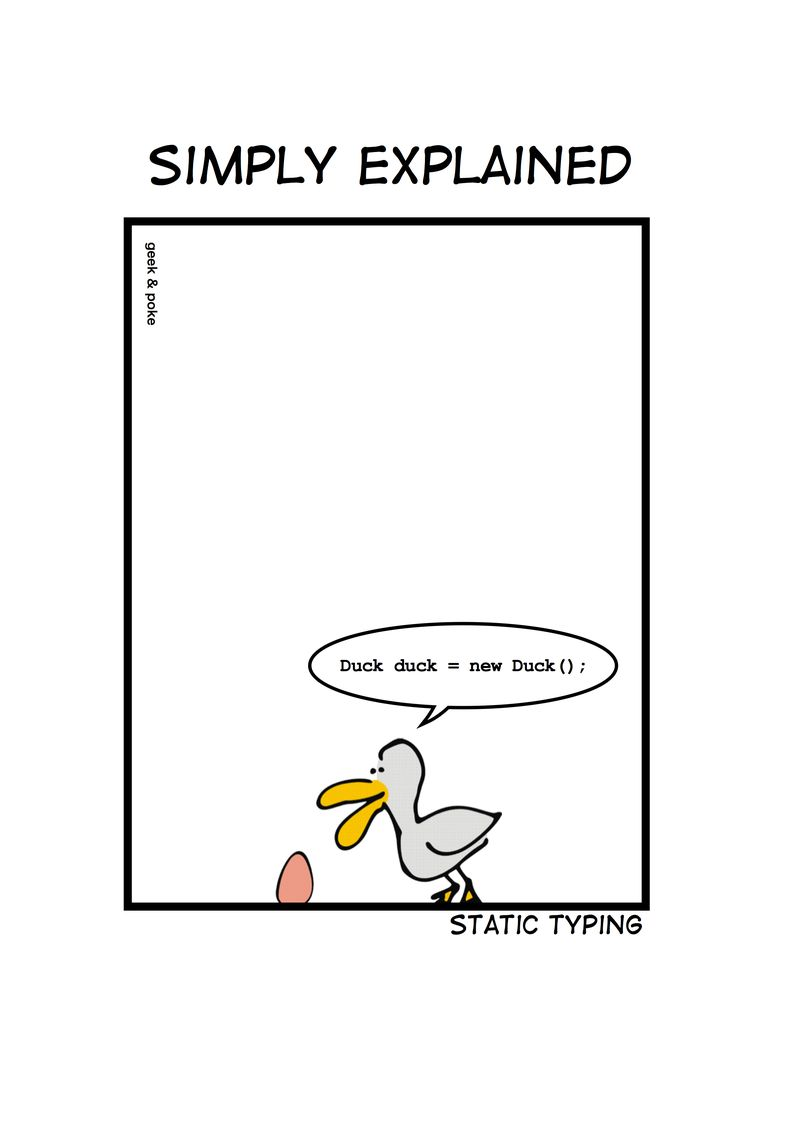 SIMPLY EXPLAINED
geek & poke
Duck duck = new Duck();
STATIC TYPING